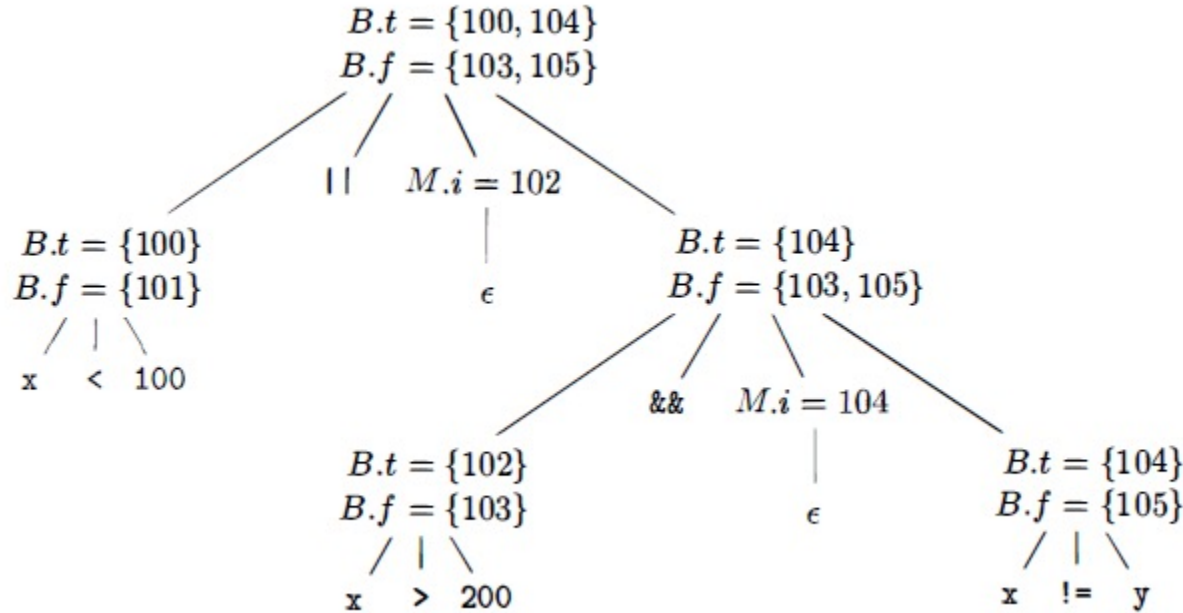 B.t = {100, 104}
B.f = {103, 105}
|| M.i = 102
B.t = {100}
B.f = {101}
ϵ
B.t = {104}
B.f = {103, 105}
x < 100
&& M.i = 104
B.t = {102}
B.f = {103}
ϵ
B.t = {104}
B.f = {105}
x > 200
x != y